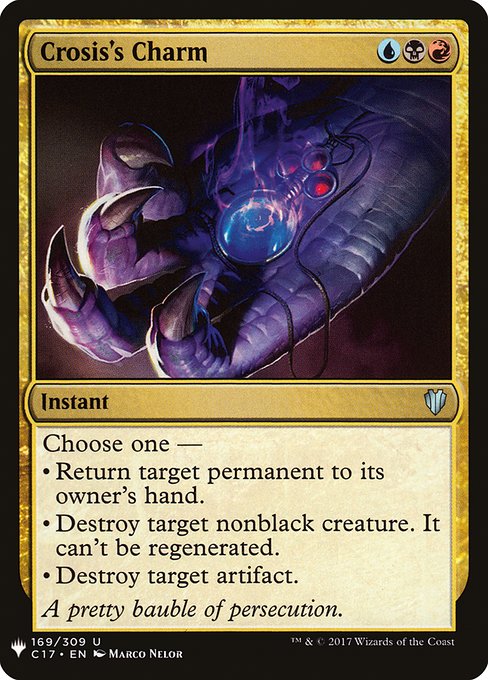 Crosis's Charm
Instant
Choose one —
• Return target permanent to its
owner's hand.
• Destroy target nonblack creature. It
can't be regenerated.
• Destroy target artifact.
A pretty bauble of persecution.
169/309 U
C17 • EN Marco Nelor
™ & © 2017 Wizards of the Coast